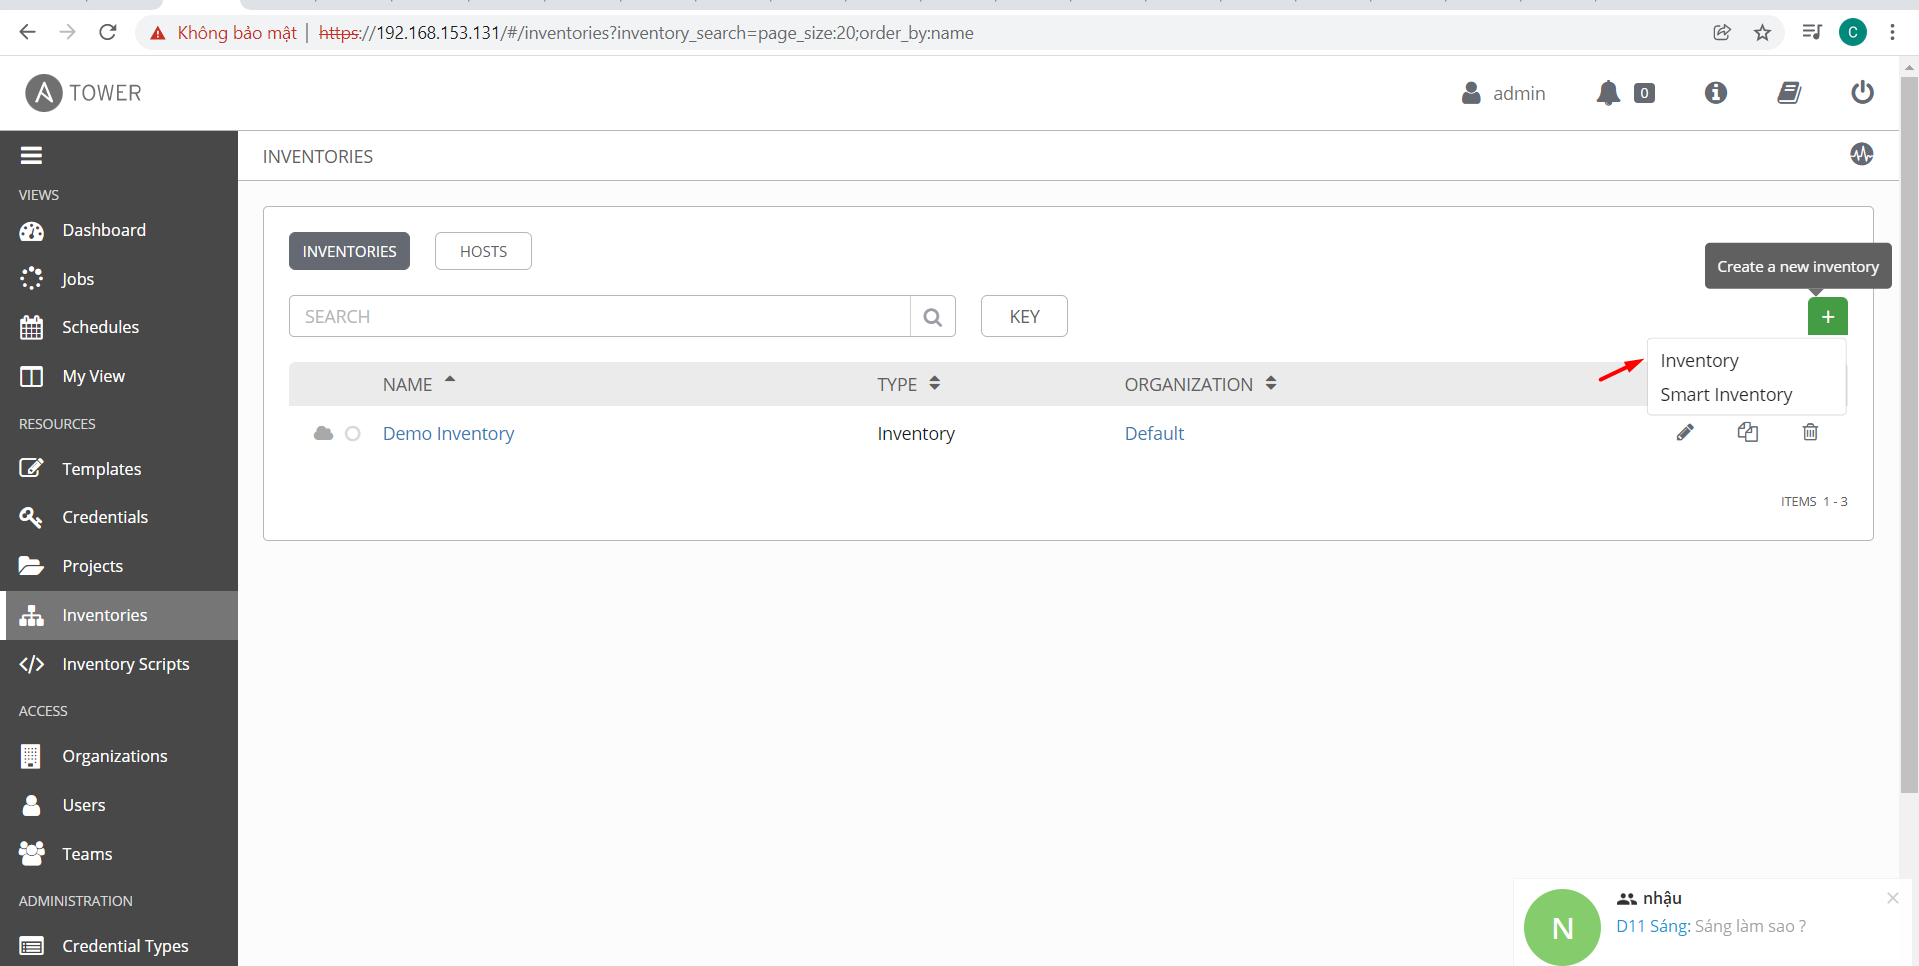 Không bảo mật | https://192.168.153.131/#/inventories?inventory_search=page_size:20;order_by:name
C
A TOWER
admin
0
INVENTORIES
VIEWS
Dashboard
Jobs
Schedules
My View
RESOURCES
Templates
Credentials
Projects
Inventories
Inventory Scripts
ACCESS
Organizations
Users
Teams
ADMINISTRATION
Credential Types
INVENTORIES HOSTS
Create a new inventory
SEARCH KEY +
Inventory
Smart Inventory
NAME TYPE ORGANIZATION
Demo Inventory Inventory Default
ITEMS 1 - 3
N
nhậu
D11 Sáng: Sáng làm sao ?